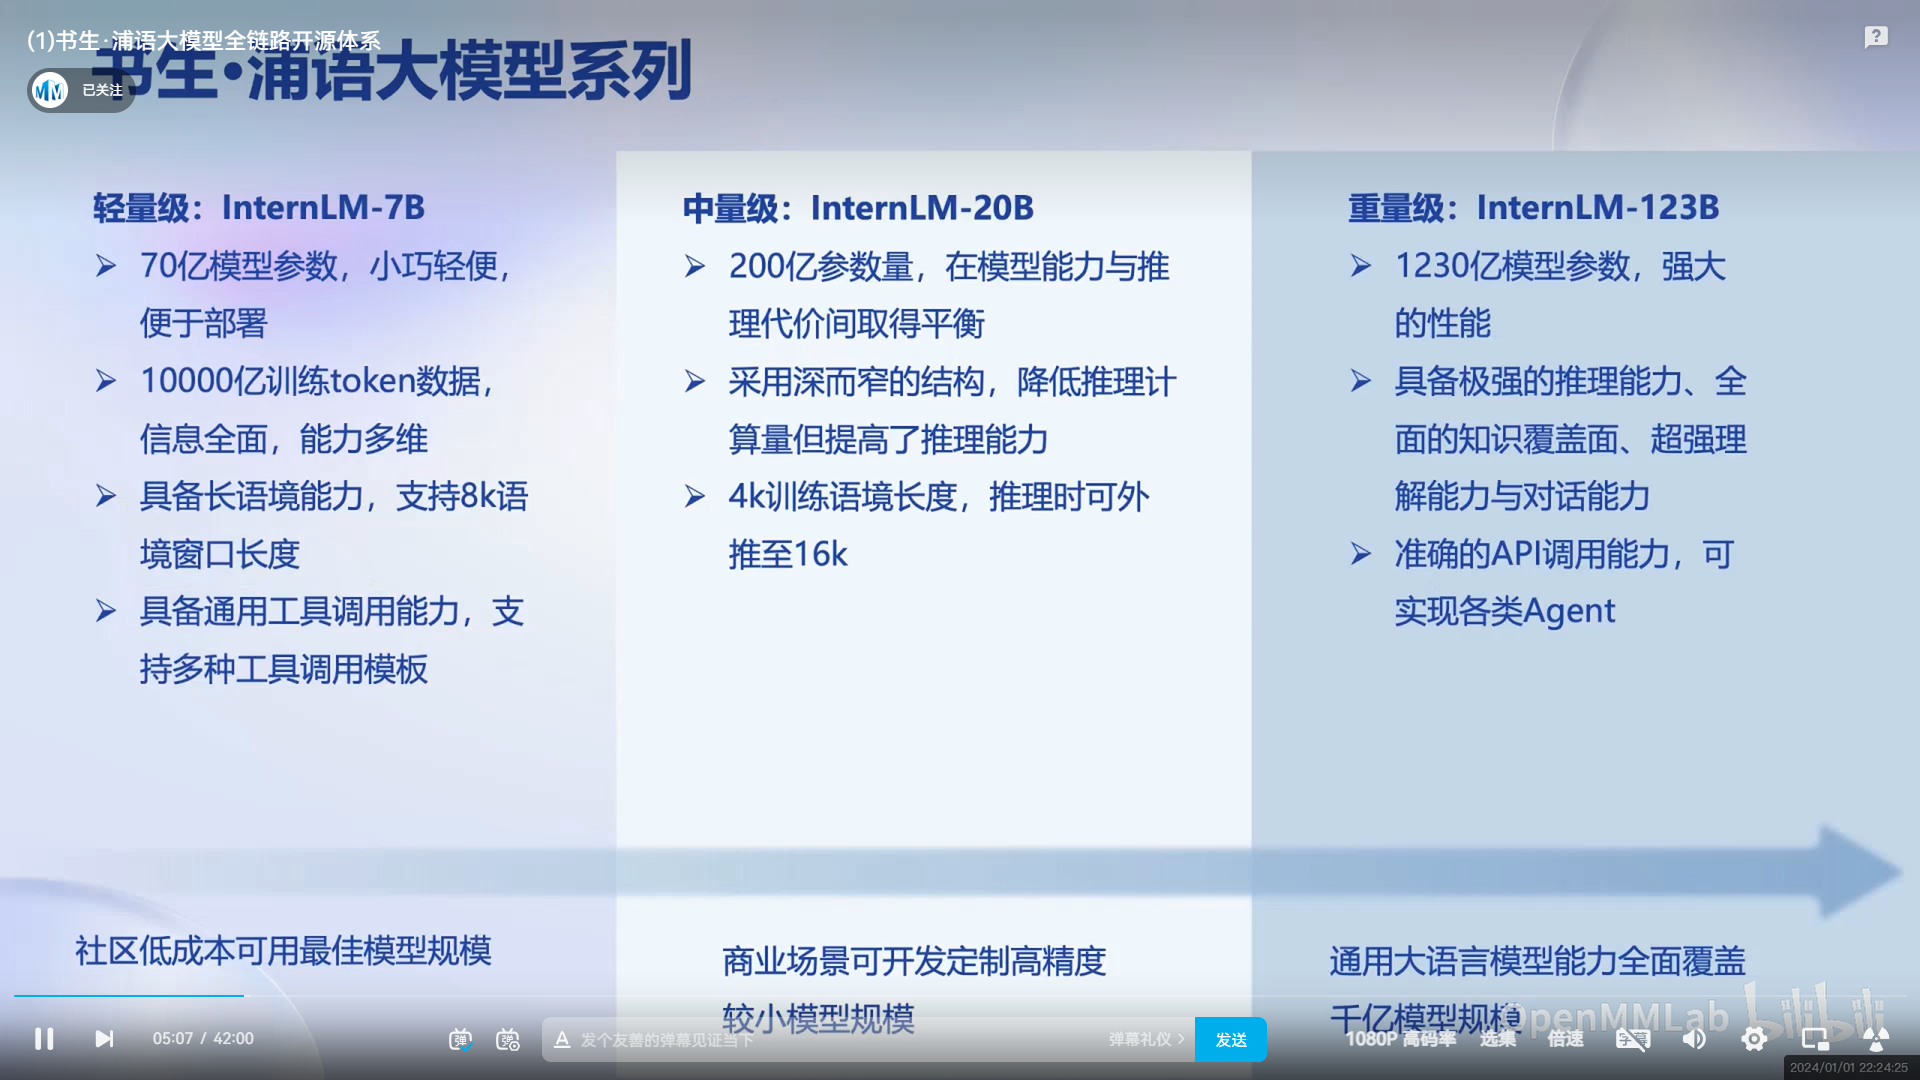 (1)书生·浦语大模型全链路开源体系
书生•浦语大模型系列
已关注
轻量级：InternLM-7B
70亿模型参数，小巧轻便，
便于部署
10000亿训练token数据，
信息全面，能力多维
具备长语境能力，支持8k语
境窗口长度
具备通用工具调用能力，支
持多种工具调用模板
社区低成本可用最佳模型规模
中量级：InternLM-20B
200亿参数量，在模型能力与推
理代价间取得平衡
采用深而窄的结构，降低推理计
算量但提高了推理能力
4k训练语境长度，推理时可外
推至16k
商业场景可开发定制高精度
较小模型规模
重量级：InternLM-123B
1230亿模型参数，强大
的性能
具备极强的推理能力、全
面的知识覆盖面、超强理
解能力与对话能力
准确的API调用能力，可
实现各类Agent
通用大语言模型能力全面覆盖
千亿模型规模
OpenMMLab bilibili
05:07 / 42:00
弹
弹
A 发个友善的弹幕见证当下
弹幕礼仪
发送
1080P 高码率
选集
倍速
字幕
2024/01/01 22:24:25